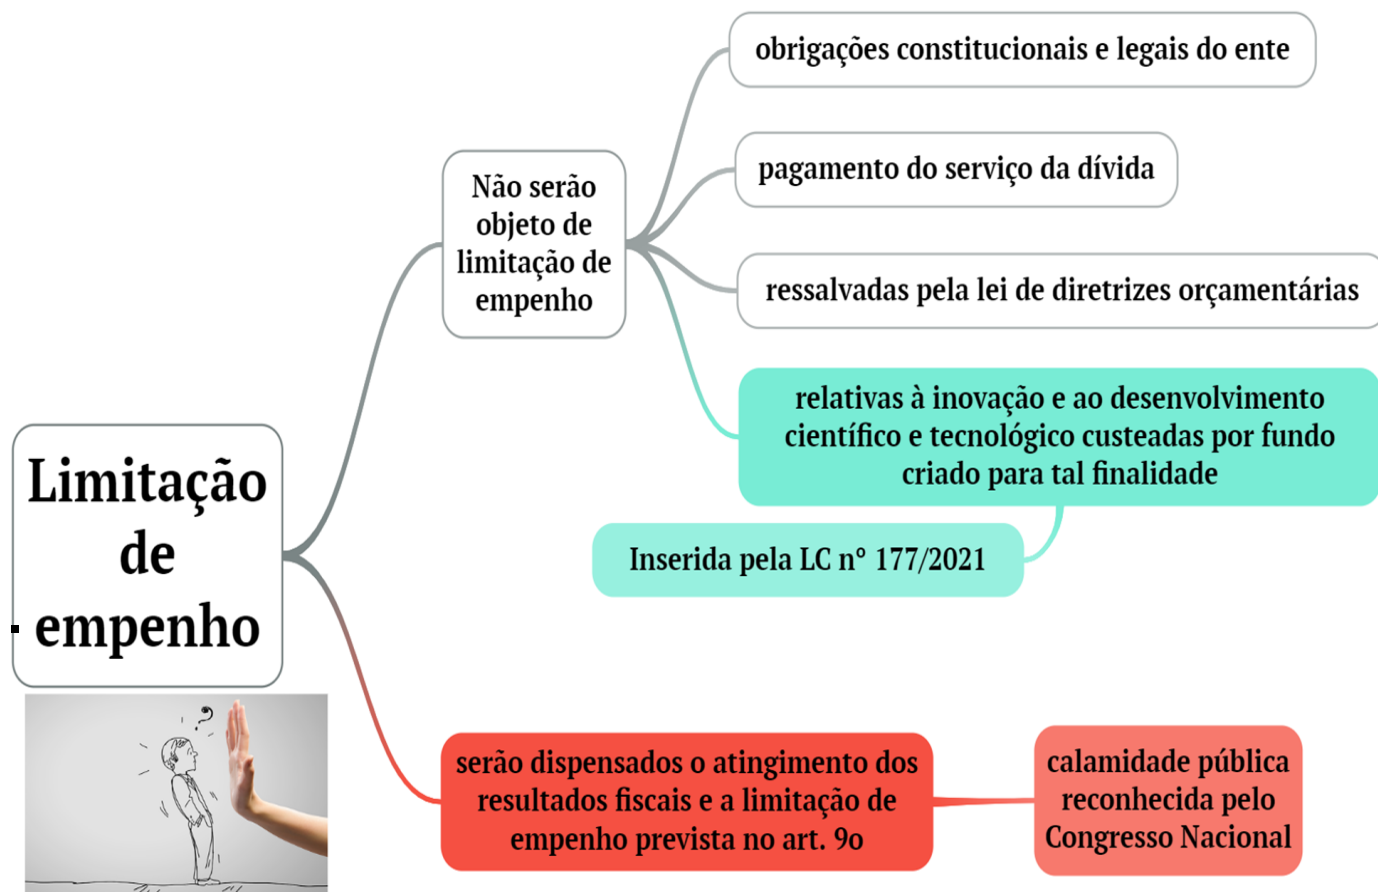 obrigações constitucionais e legais do ente
pagamento do serviço da dívida
Não serão
objeto de
limitação de
empenho
ressalvadas pela lei de diretrizes orçamentárias
relativas à inovação e ao desenvolvimento
científico e tecnológico custeadas por fundo
criado para tal finalidade
Inserida pela LC n° 177/2021
Limitação
de
empenho
serão dispensados o atingimento dos
resultados fiscais e a limitação de
empenho prevista no art. 9o
calamidade pública
reconhecida pelo
Congresso Nacional
?